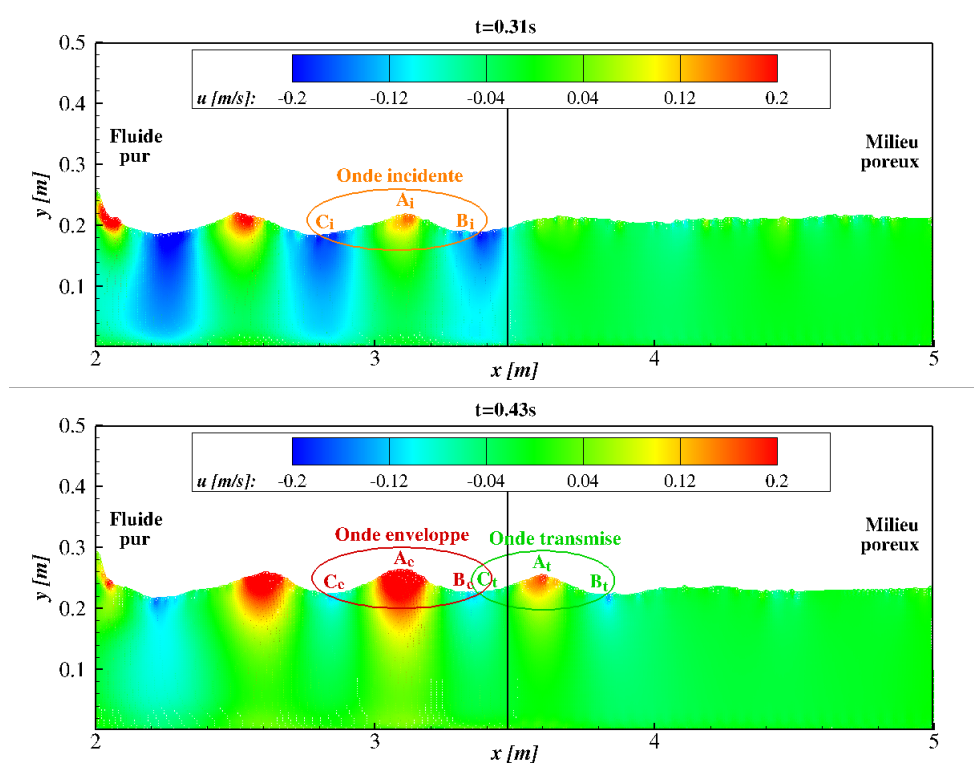 t=0.31s
0.5
u [m/s]: -0.2 -0.12 -0.04 0.04 0.12 0.2
0.4
Fluide
pur
Milieu
poreux
0.3
y [m]
Onde incidente
Ai
Ci
Bi
0.2
0.1
2 3 4 5
x [m]
t=0.43s
0.5
u [m/s]: -0.2 -0.12 -0.04 0.04 0.12 0.2
0.4
Fluide
pur
Milieu
poreux
Onde enveloppe
Onde transmise
0.3
y [m]
Ac
At
Cc
Bc
Ct
Bt
0.2
0.1
2 3 4 5
x [m]